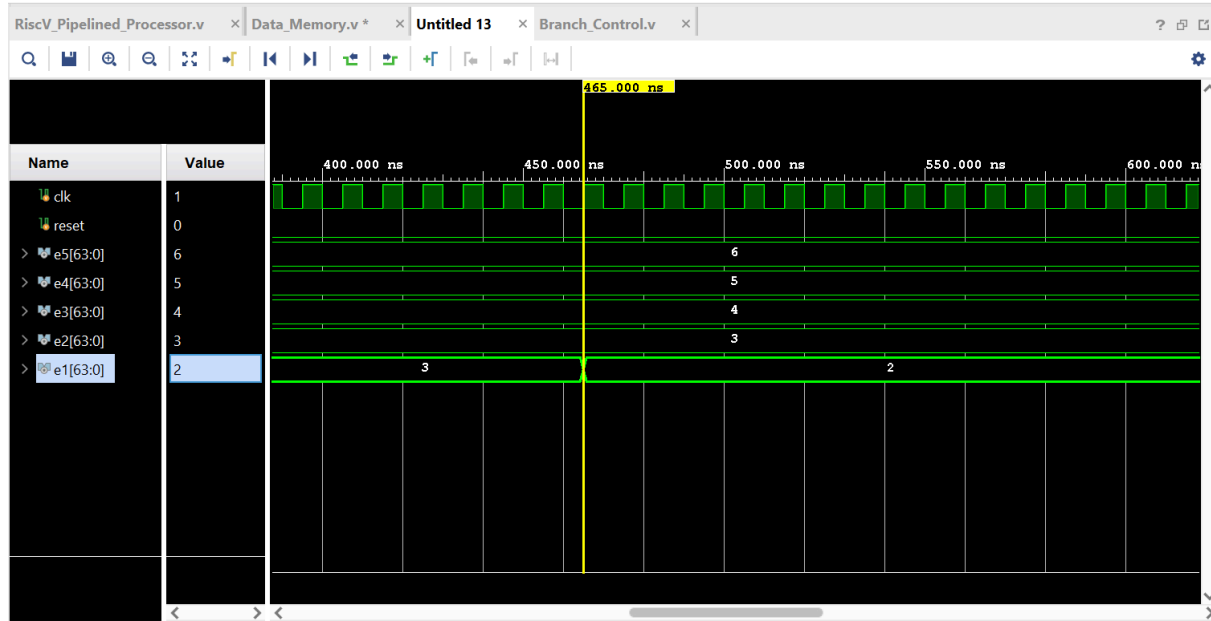 RiscV_Pipelined_Processor.v × Data_Memory.v * × Untitled 13 × Branch_Control.v × ?
465.000 ns
Name Value
400.000 ns 450.000 ns 500.000 ns 550.000 ns 600.000 n
clk 1
reset 0
e5[63:0] 6 6
e4[63:0] 5 5
e3[63:0] 4 4
e2[63:0] 3 3
e1[63:0] 2 3 2